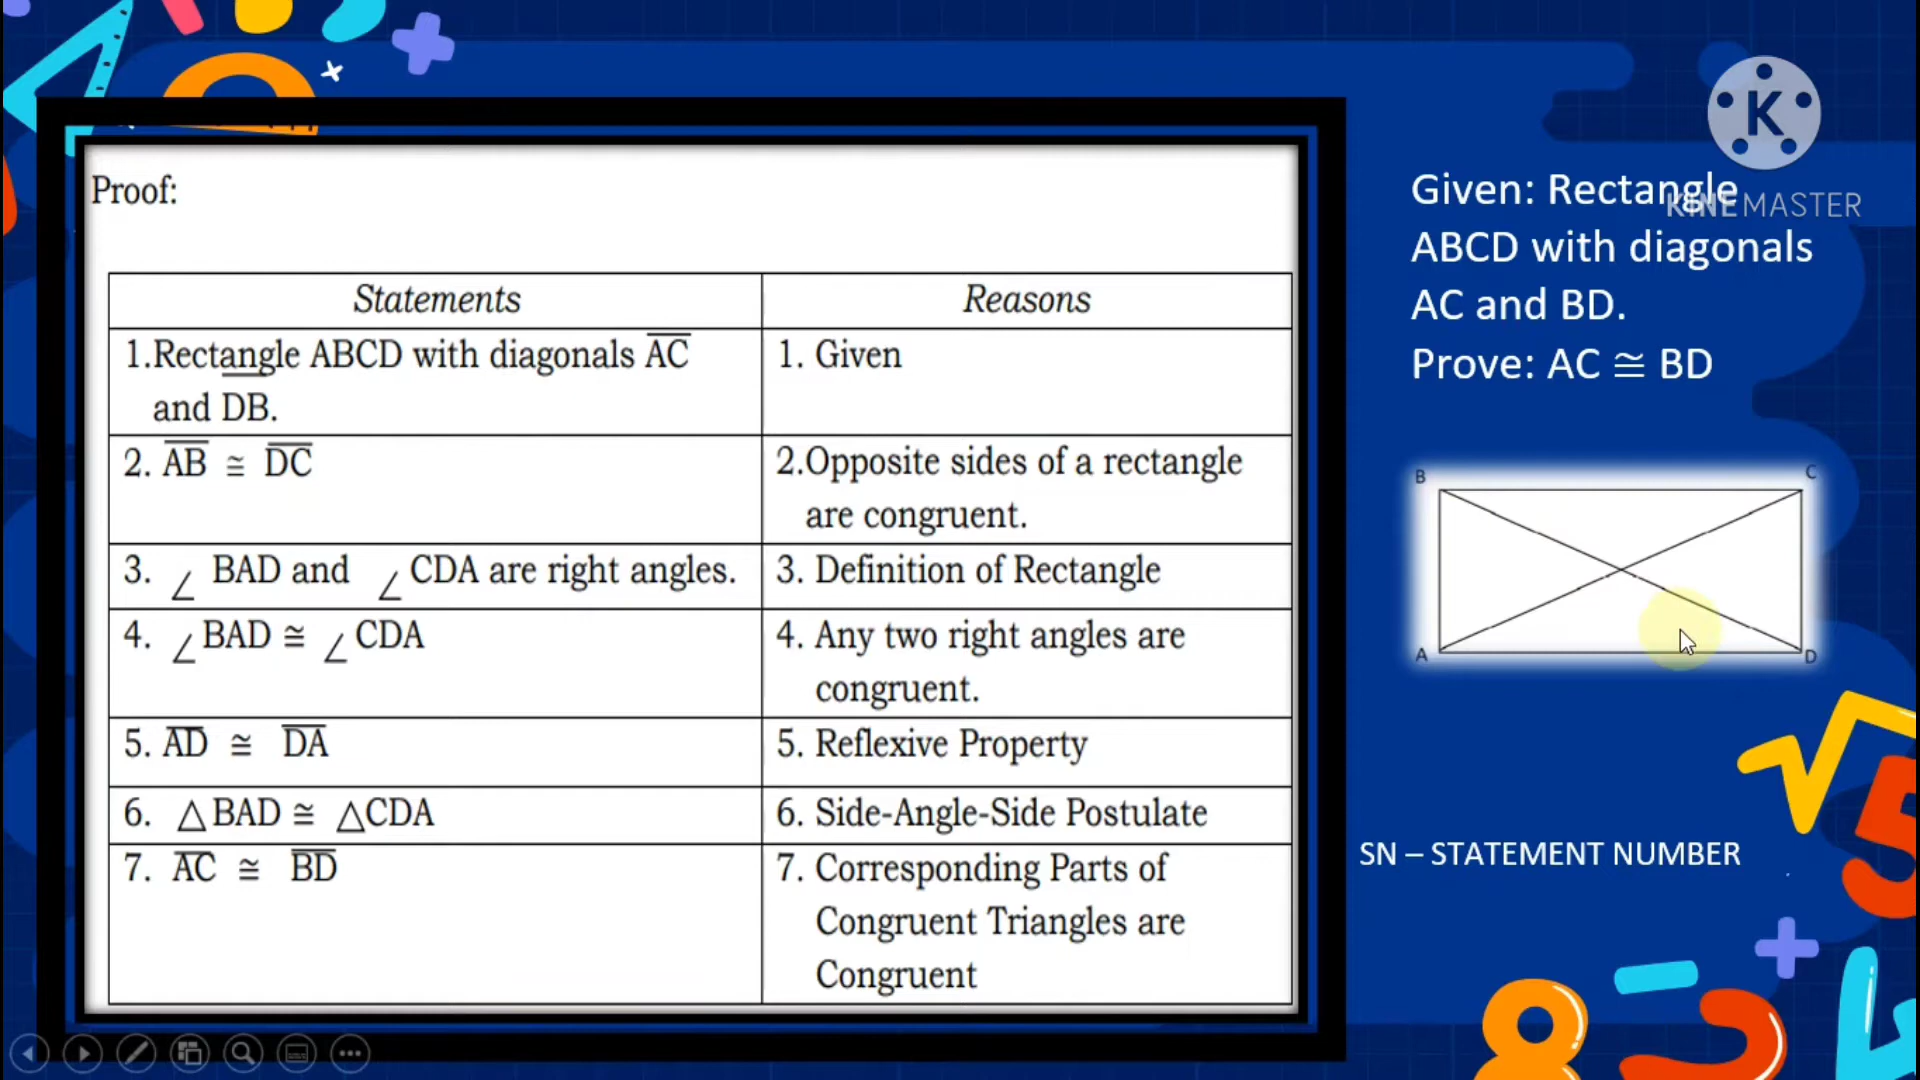 Proof:
Statements
Reasons
1.Rectangle ABCD with diagonals AC
and DB.
1. Given
2. AB ≅ DC
2.Opposite sides of a rectangle
are congruent.
3. ∠ BAD and ∠ CDA are right angles.
3. Definition of Rectangle
4. ∠BAD ≅ ∠CDA
4. Any two right angles are
congruent.
5. AD ≅ DA
5. Reflexive Property
6. △BAD ≅ △CDA
6. Side-Angle-Side Postulate
7. AC ≅ BD
7. Corresponding Parts of
Congruent Triangles are
Congruent
K
KINEMASTER
Given: Rectangle
ABCD with diagonals
AC and BD.
Prove: AC ≅ BD
B
C
A
D
SN – STATEMENT NUMBER
5
8